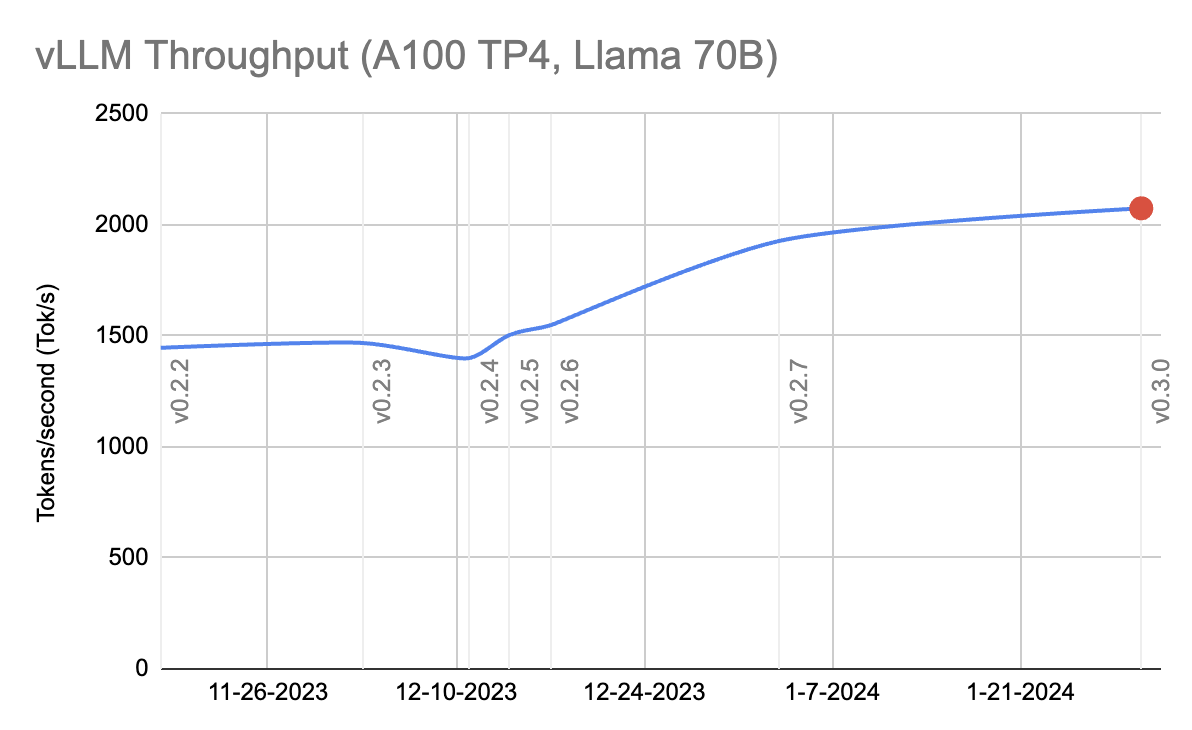 vLLM Throughput (A100 TP4, Llama 70B)
Tokens/second (Tok/s)
2500
2000
1500
1000
500
0
v0.2.2
v0.2.3
v0.2.4
v0.2.5
v0.2.6
v0.2.7
v0.3.0
11-26-2023
12-10-2023
12-24-2023
1-7-2024
1-21-2024